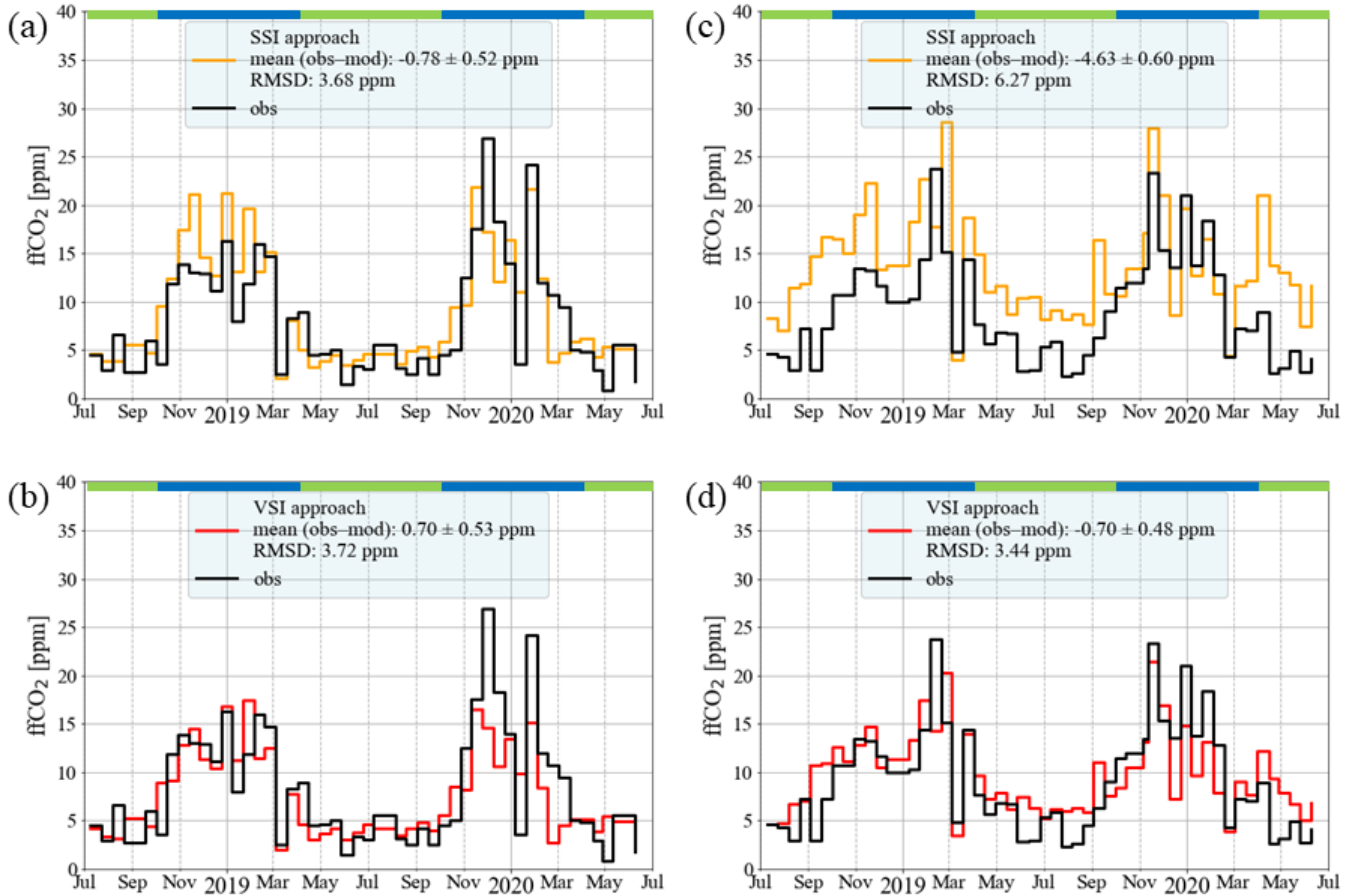 (a)
40
35
30
25
20
15
10
5
0
ffCO₂ [ppm]
SSI approach
mean (obs–mod): -0.78 ± 0.52 ppm
RMSD: 3.68 ppm
obs
Jul Sep Nov 2019 Mar May Jul Sep Nov 2020 Mar May Jul
(c)
40
35
30
25
20
15
10
5
0
ffCO₂ [ppm]
SSI approach
mean (obs–mod): -4.63 ± 0.60 ppm
RMSD: 6.27 ppm
obs
Jul Sep Nov 2019 Mar May Jul Sep Nov 2020 Mar May Jul
(b)
40
35
30
25
20
15
10
5
0
ffCO₂ [ppm]
VSI approach
mean (obs–mod): 0.70 ± 0.53 ppm
RMSD: 3.72 ppm
obs
Jul Sep Nov 2019 Mar May Jul Sep Nov 2020 Mar May Jul
(d)
40
35
30
25
20
15
10
5
0
ffCO₂ [ppm]
VSI approach
mean (obs–mod): -0.70 ± 0.48 ppm
RMSD: 3.44 ppm
obs
Jul Sep Nov 2019 Mar May Jul Sep Nov 2020 Mar May Jul